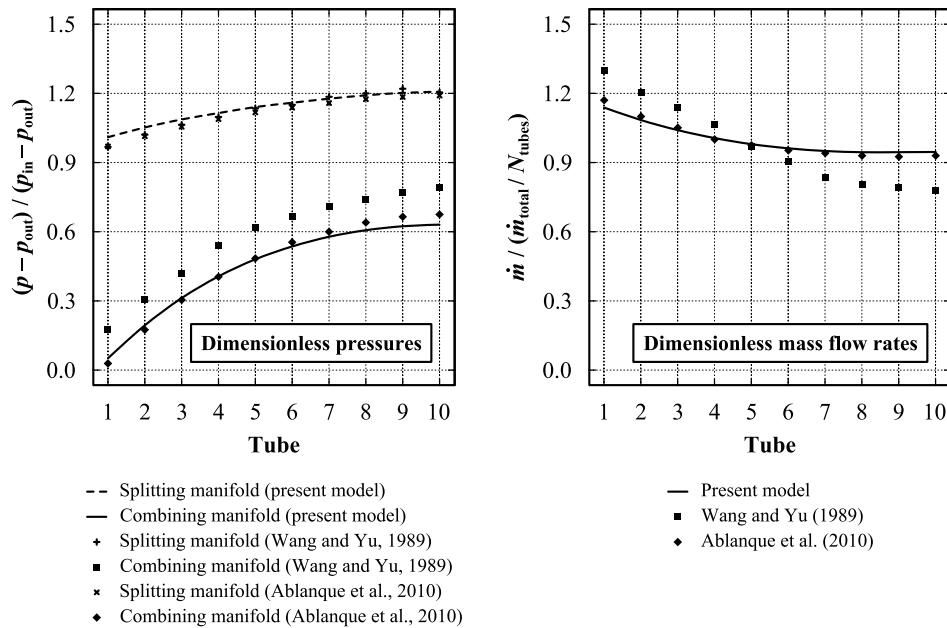 1.5
1.2
0.9
0.6
0.3
0.0
(p − p_out) / (p_in − p_out)
Dimensionless pressures
1 2 3 4 5 6 7 8 9 10
Tube
Splitting manifold (present model)
Combining manifold (present model)
Splitting manifold (Wang and Yu, 1989)
Combining manifold (Wang and Yu, 1989)
Splitting manifold (Ablanque et al., 2010)
Combining manifold (Ablanque et al., 2010)
1.5
1.2
0.9
0.6
0.3
0.0
ṁ / (ṁ_total / N_tubes)
Dimensionless mass flow rates
1 2 3 4 5 6 7 8 9 10
Tube
Present model
Wang and Yu (1989)
Ablanque et al. (2010)